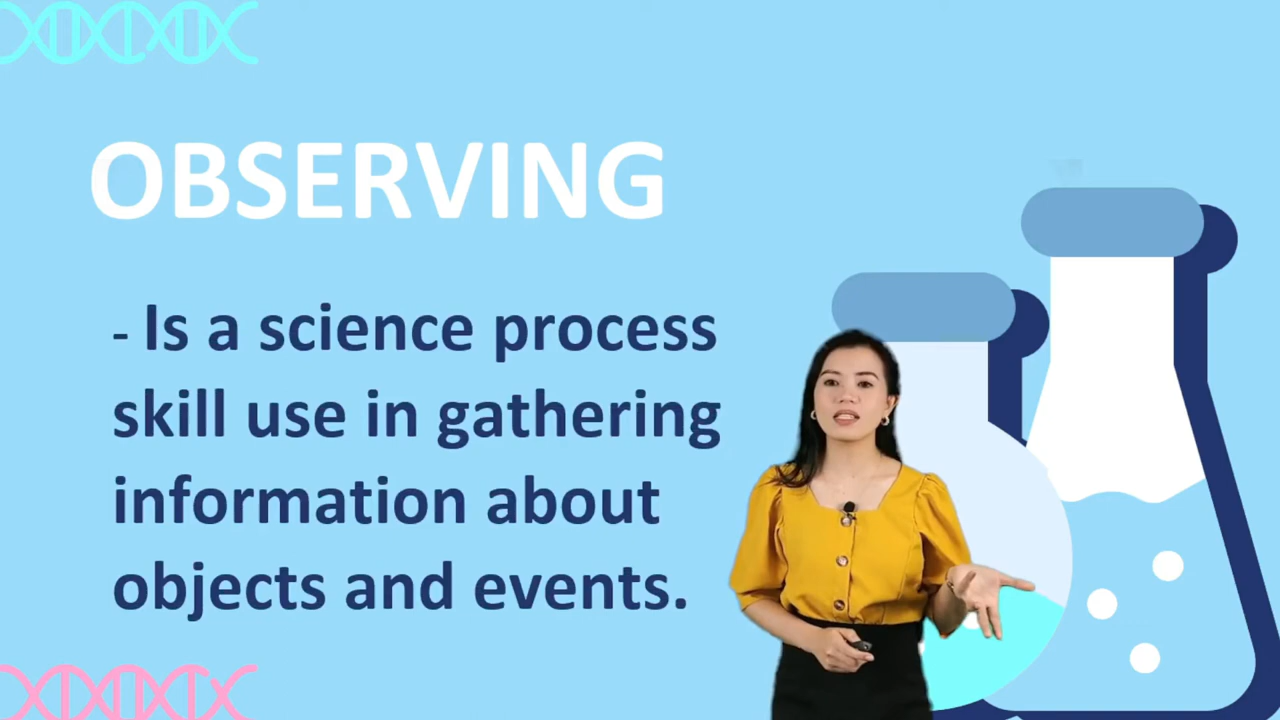 OBSERVING
- Is a science process
skill use in gathering
information about
objects and events.